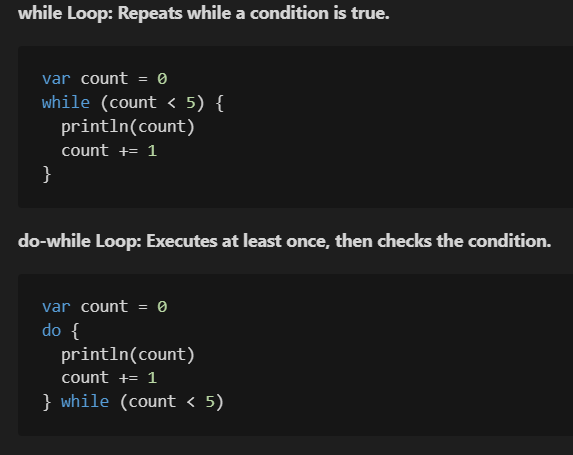 while Loop: Repeats while a condition is true.
var count = 0
while (count < 5) {
  println(count)
  count += 1
}
do-while Loop: Executes at least once, then checks the condition.
var count = 0
do {
  println(count)
  count += 1
} while (count < 5)